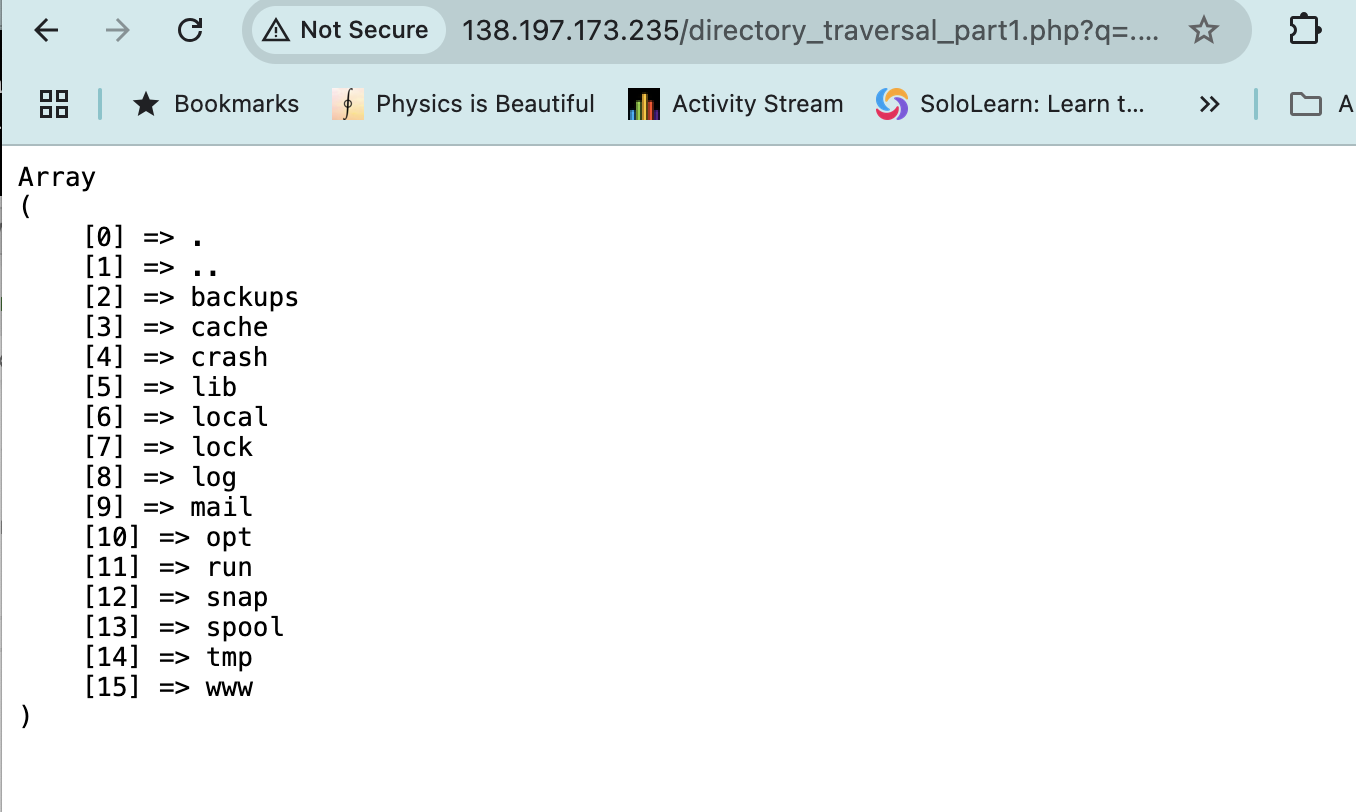 Not Secure 138.197.173.235/directory_traversal_part1.php?q=....
Bookmarks Physics is Beautiful Activity Stream SoloLearn: Learn t... A
Array
(
    [0] => .
    [1] => ..
    [2] => backups
    [3] => cache
    [4] => crash
    [5] => lib
    [6] => local
    [7] => lock
    [8] => log
    [9] => mail
    [10] => opt
    [11] => run
    [12] => snap
    [13] => spool
    [14] => tmp
    [15] => www
)